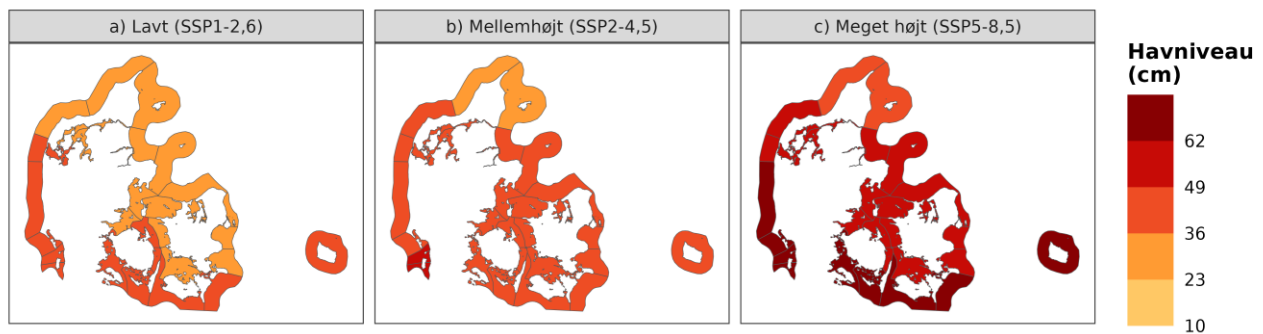 a) Lavt (SSP1-2,6)
b) Mellemhøjt (SSP2-4,5)
c) Meget højt (SSP5-8,5)
Havniveau
(cm)
62
49
36
23
10